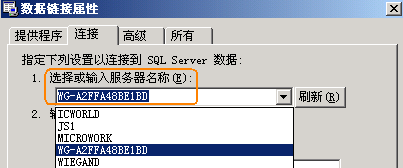 数据链接属性
提供程序 连接 高级 所有
指定下列设置以连接到 SQL Server 数据:
1. 选择或输入服务器名称(E):
WG-A2FFA48BE1BD 刷新(R)
2.
ICWORLD
JS1
MICROWORK
WG-A2FFA48BE1BD
WIEGAND